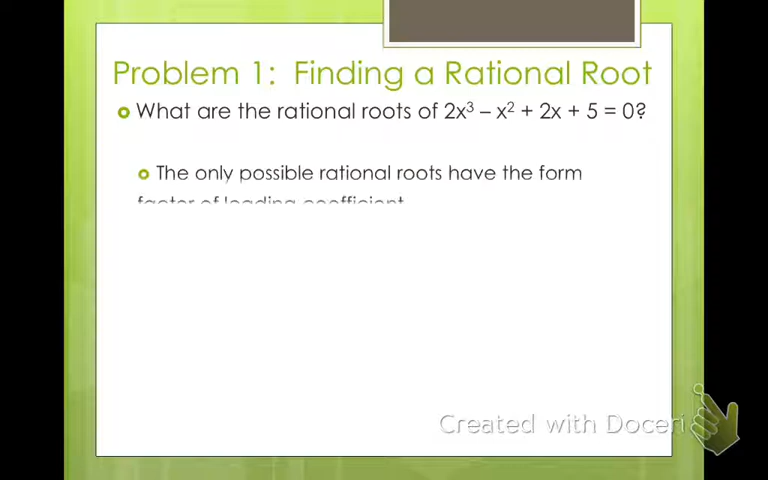 Problem 1: Finding a Rational Root
What are the rational roots of 2x³ – x² + 2x + 5 = 0?
The only possible rational roots have the form
factor of leading coefficient
Created with Doceri